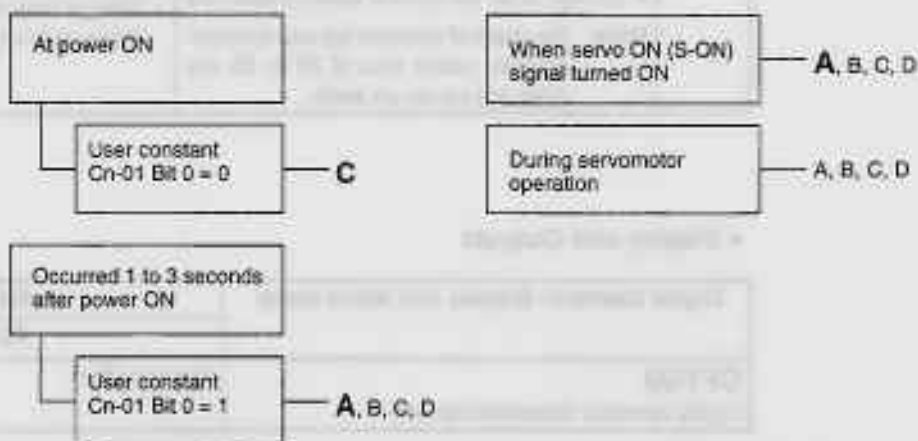 At power ON
User constant
Cn-01 Bit 0 = 0
C
When servo ON (S-ON)
signal turned ON
A, B, C, D
During servomotor
operation
A, B, C, D
Occurred 1 to 3 seconds
after power ON
User constant
Cn-01 Bit 0 = 1
A, B, C, D